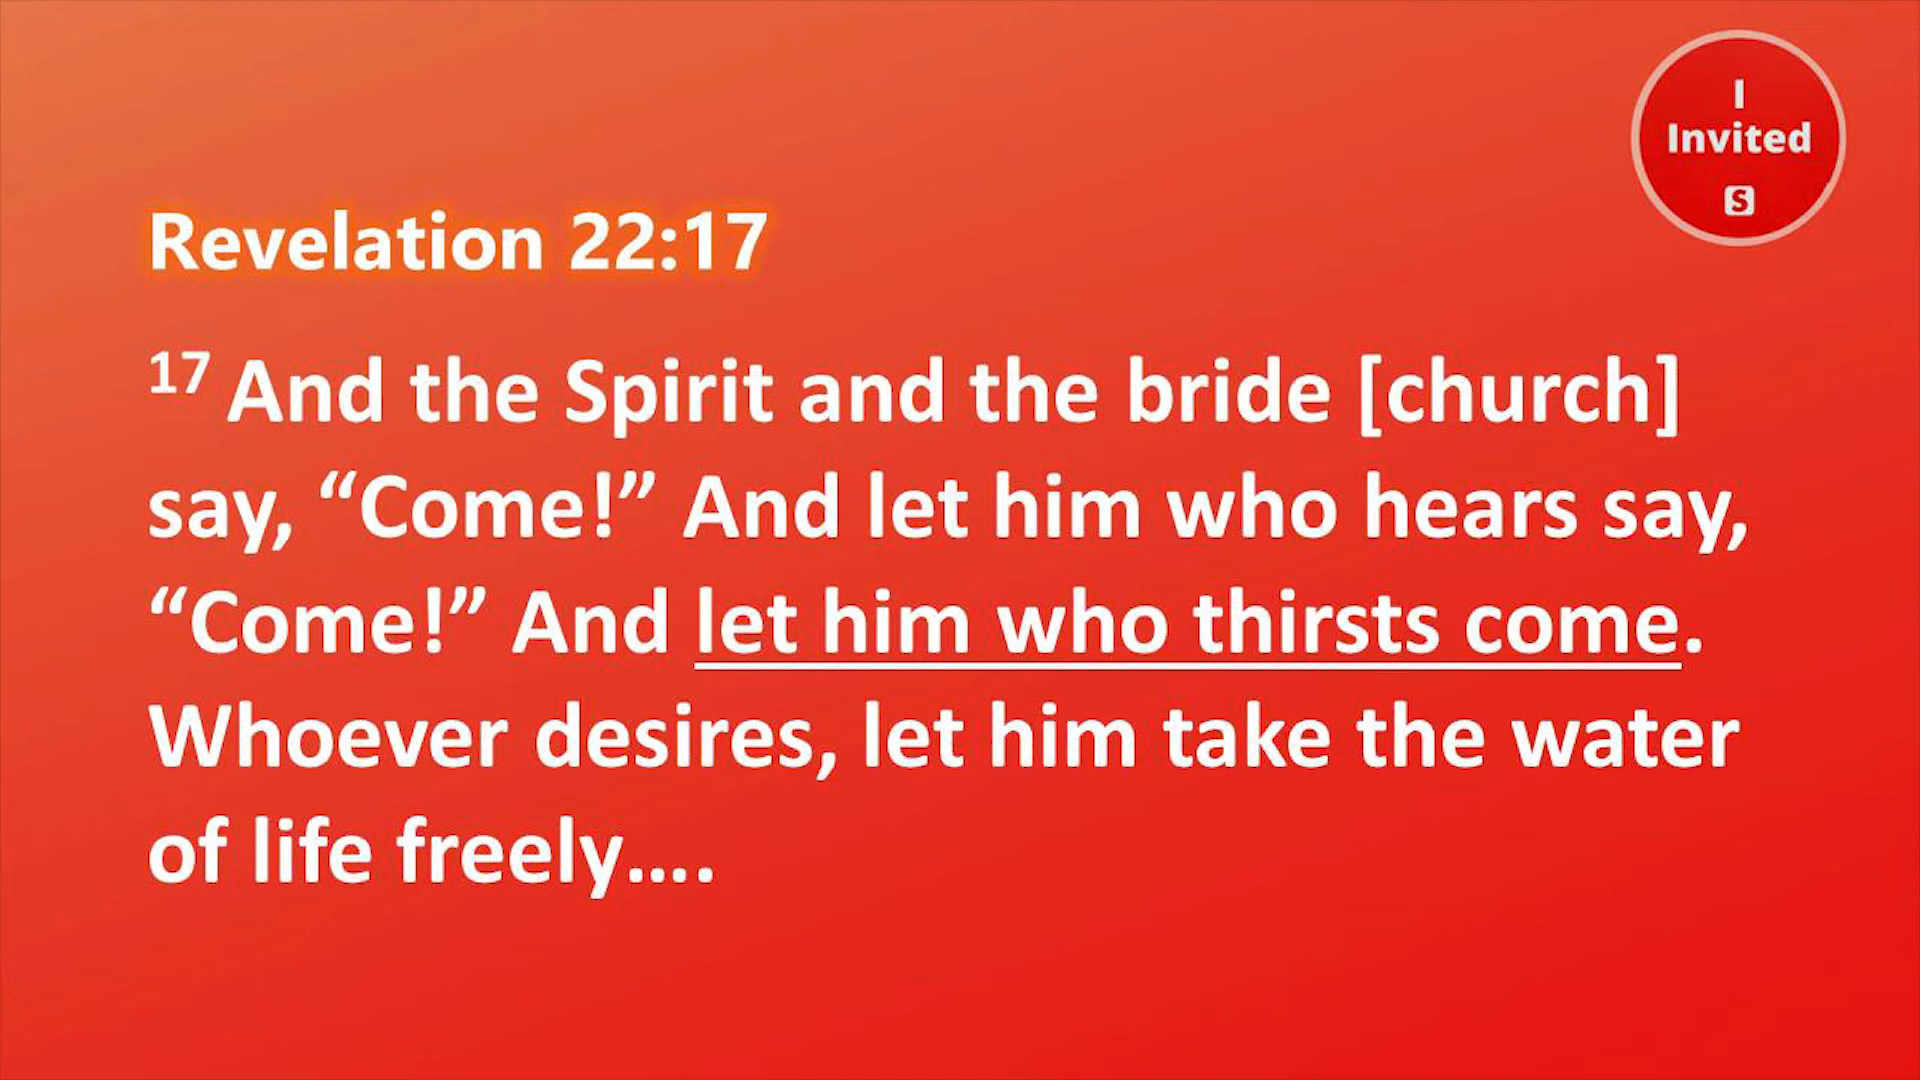 I
Invited
S
Revelation 22:17
17 And the Spirit and the bride [church]
say, “Come!” And let him who hears say,
“Come!” And let him who thirsts come.
Whoever desires, let him take the water
of life freely….